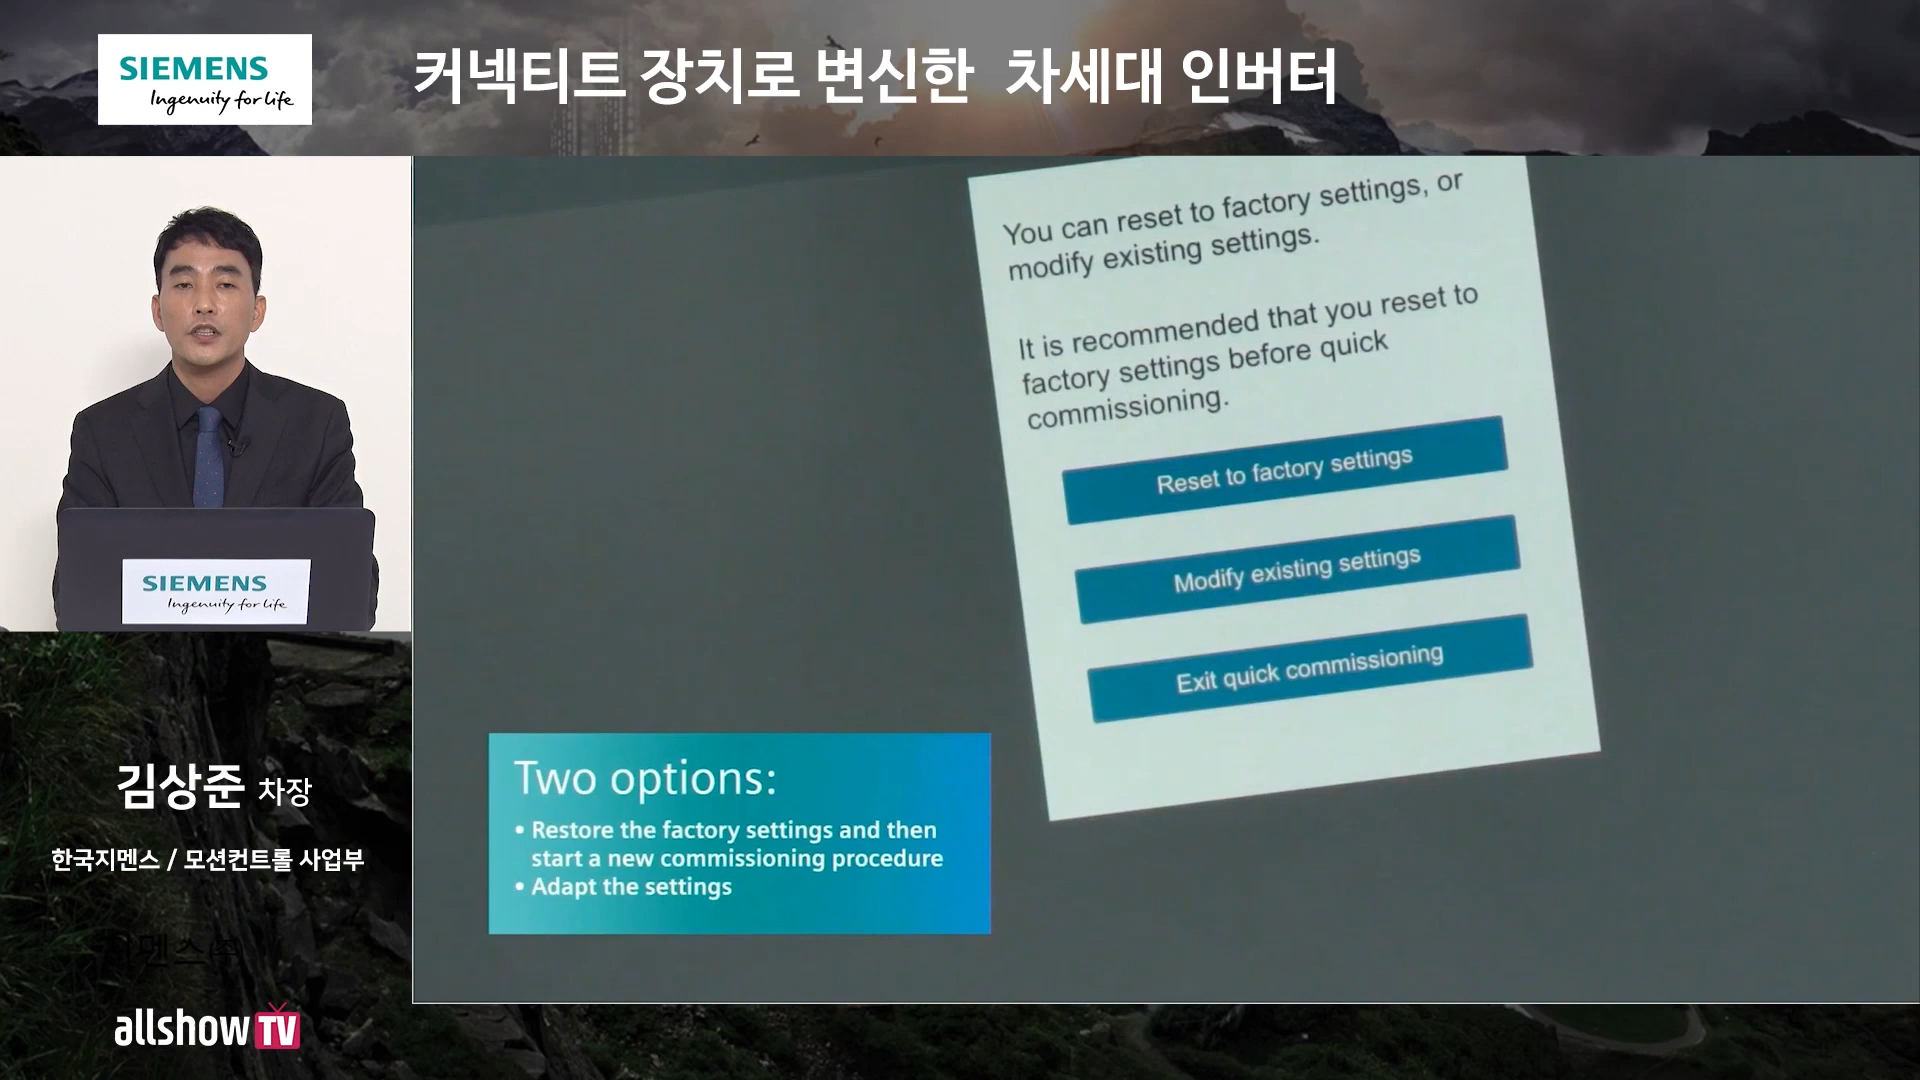 SIEMENS
Ingenuity for life
커넥티트 장치로 변신한 차세대 인버터
You can reset to factory settings, or
modify existing settings.
It is recommended that you reset to
factory settings before quick
commissioning.
Reset to factory settings
Modify existing settings
Exit quick commissioning
SIEMENS
Ingenuity for life
Two options:
• Restore the factory settings and then
start a new commissioning procedure
• Adapt the settings
김상준 차장
한국지멘스 / 모션컨트롤 사업부
allshow TV